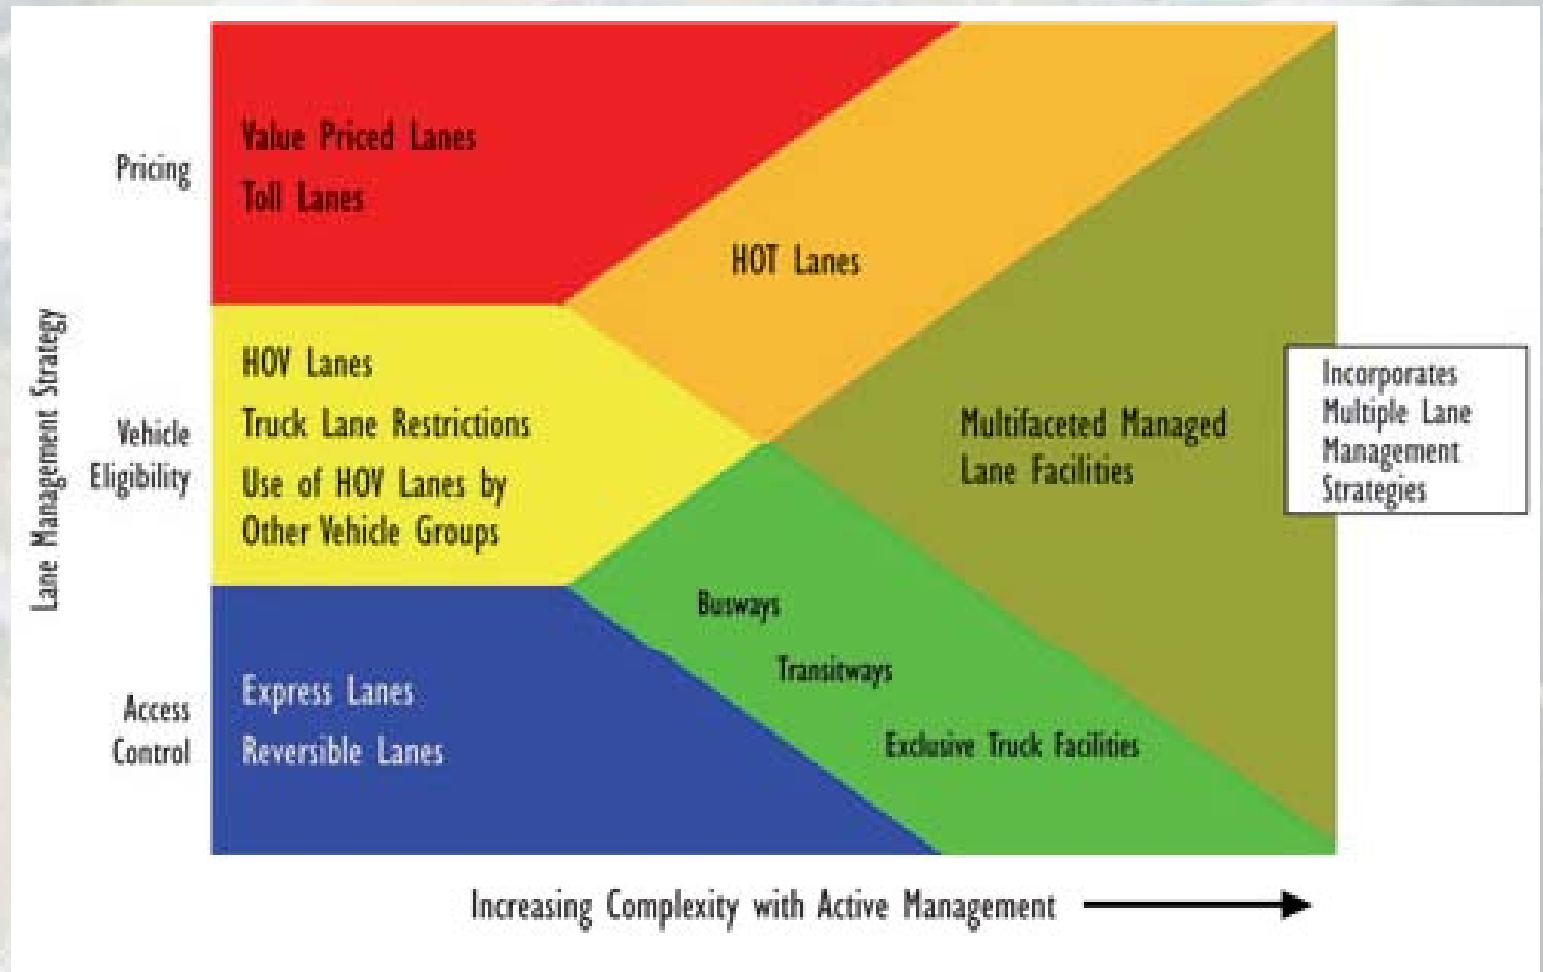 Lane Management Strategy
Pricing
Value Priced Lanes
Toll Lanes
HOT Lanes
Vehicle
Eligibility
HOV Lanes
Truck Lane Restrictions
Use of HOV Lanes by
Other Vehicle Groups
Multifaceted Managed
Lane Facilities
Incorporates
Multiple Lane
Management
Strategies
Busways
Transitways
Exclusive Truck Facilities
Access
Control
Express Lanes
Reversible Lanes
Increasing Complexity with Active Management